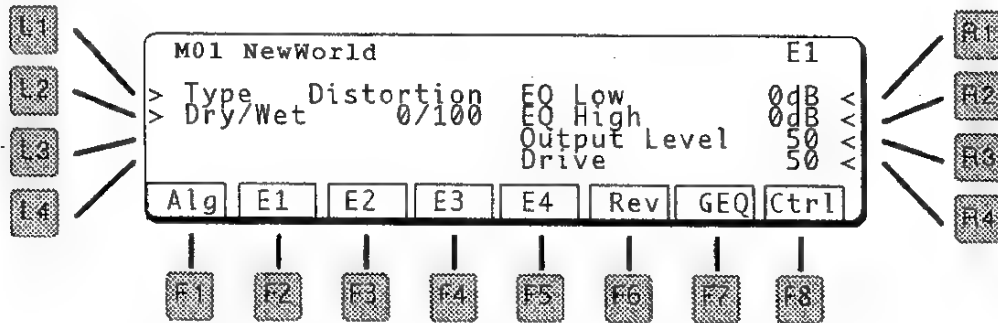 L1
L2
L3
L4
M01 NewWorld E1
> Type Distortion EQ Low 0dB <
> Dry/Wet 0/100 EQ High 0dB <
Output Level 50 <
Drive 50 <
Alg E1 E2 E3 E4 Rev GEQ Ctrl
R1
R2
R3
R4
F1 F2 F3 F4 F5 F6 F7 F8